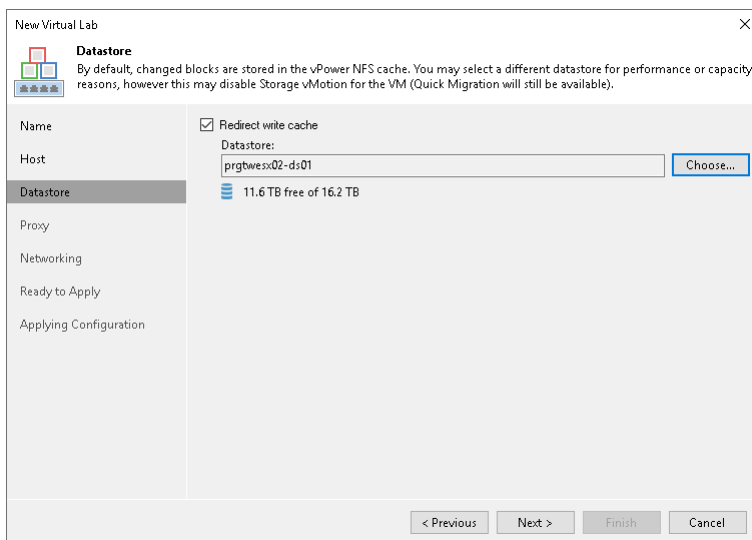 New Virtual Lab
Datastore
By default, changed blocks are stored in the vPower NFS cache. You may select a different datastore for performance or capacity
reasons, however this may disable Storage vMotion for the VM (Quick Migration will still be available).
Name
Host
Datastore
Proxy
Networking
Ready to Apply
Applying Configuration
Redirect write cache
Datastore:
prgtwesx02-ds01
Choose...
11.6 TB free of 16.2 TB
< Previous
Next >
Finish
Cancel